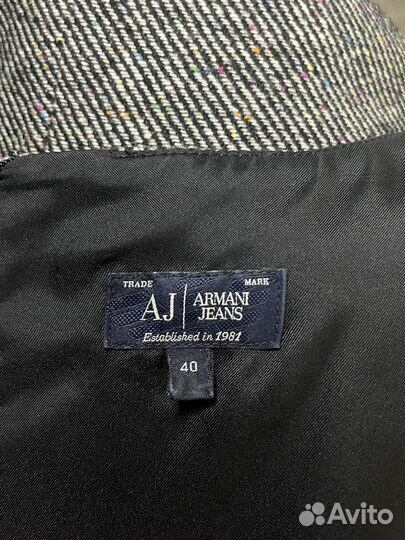 TRADE MARK
AJ ARMANI
JEANS
Established in 1981
40
Avito